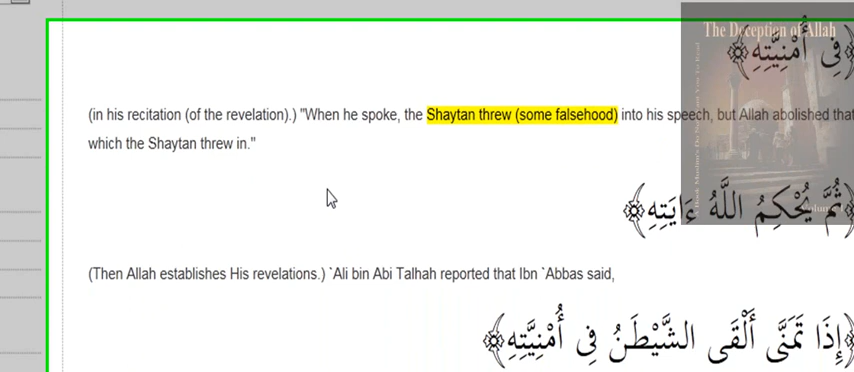 The Deception of Allah
﴿فِى أُمْنِيَّتِهِ﴾
(in his recitation (of the revelation).) "When he spoke, the Shaytan threw (some falsehood) into his speech, but Allah abolished that
which the Shaytan threw in."
﴿ثُمَّ يُحْكِمُ اللَّهُ ءَايَتِهِ﴾
(Then Allah establishes His revelations.) `Ali bin Abi Talhah reported that Ibn `Abbas said,
﴿إِذَا تَمَنَّى أَلْقَى الشَّيْطَنُ فِى أُمْنِيَّتِهِ﴾